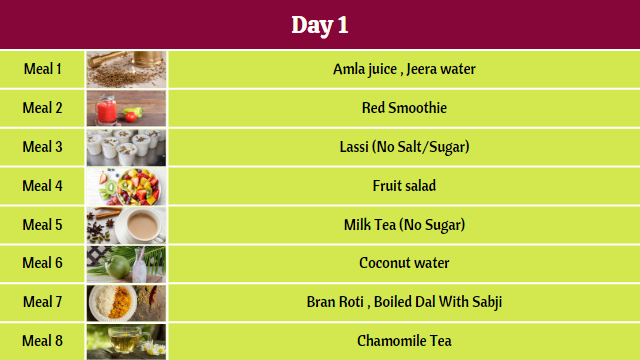 Day 1
Meal 1 Amla juice , Jeera water
Meal 2 Red Smoothie
Meal 3 Lassi (No Salt/Sugar)
Meal 4 Fruit salad
Meal 5 Milk Tea (No Sugar)
Meal 6 Coconut water
Meal 7 Bran Roti , Boiled Dal With Sabji
Meal 8 Chamomile Tea